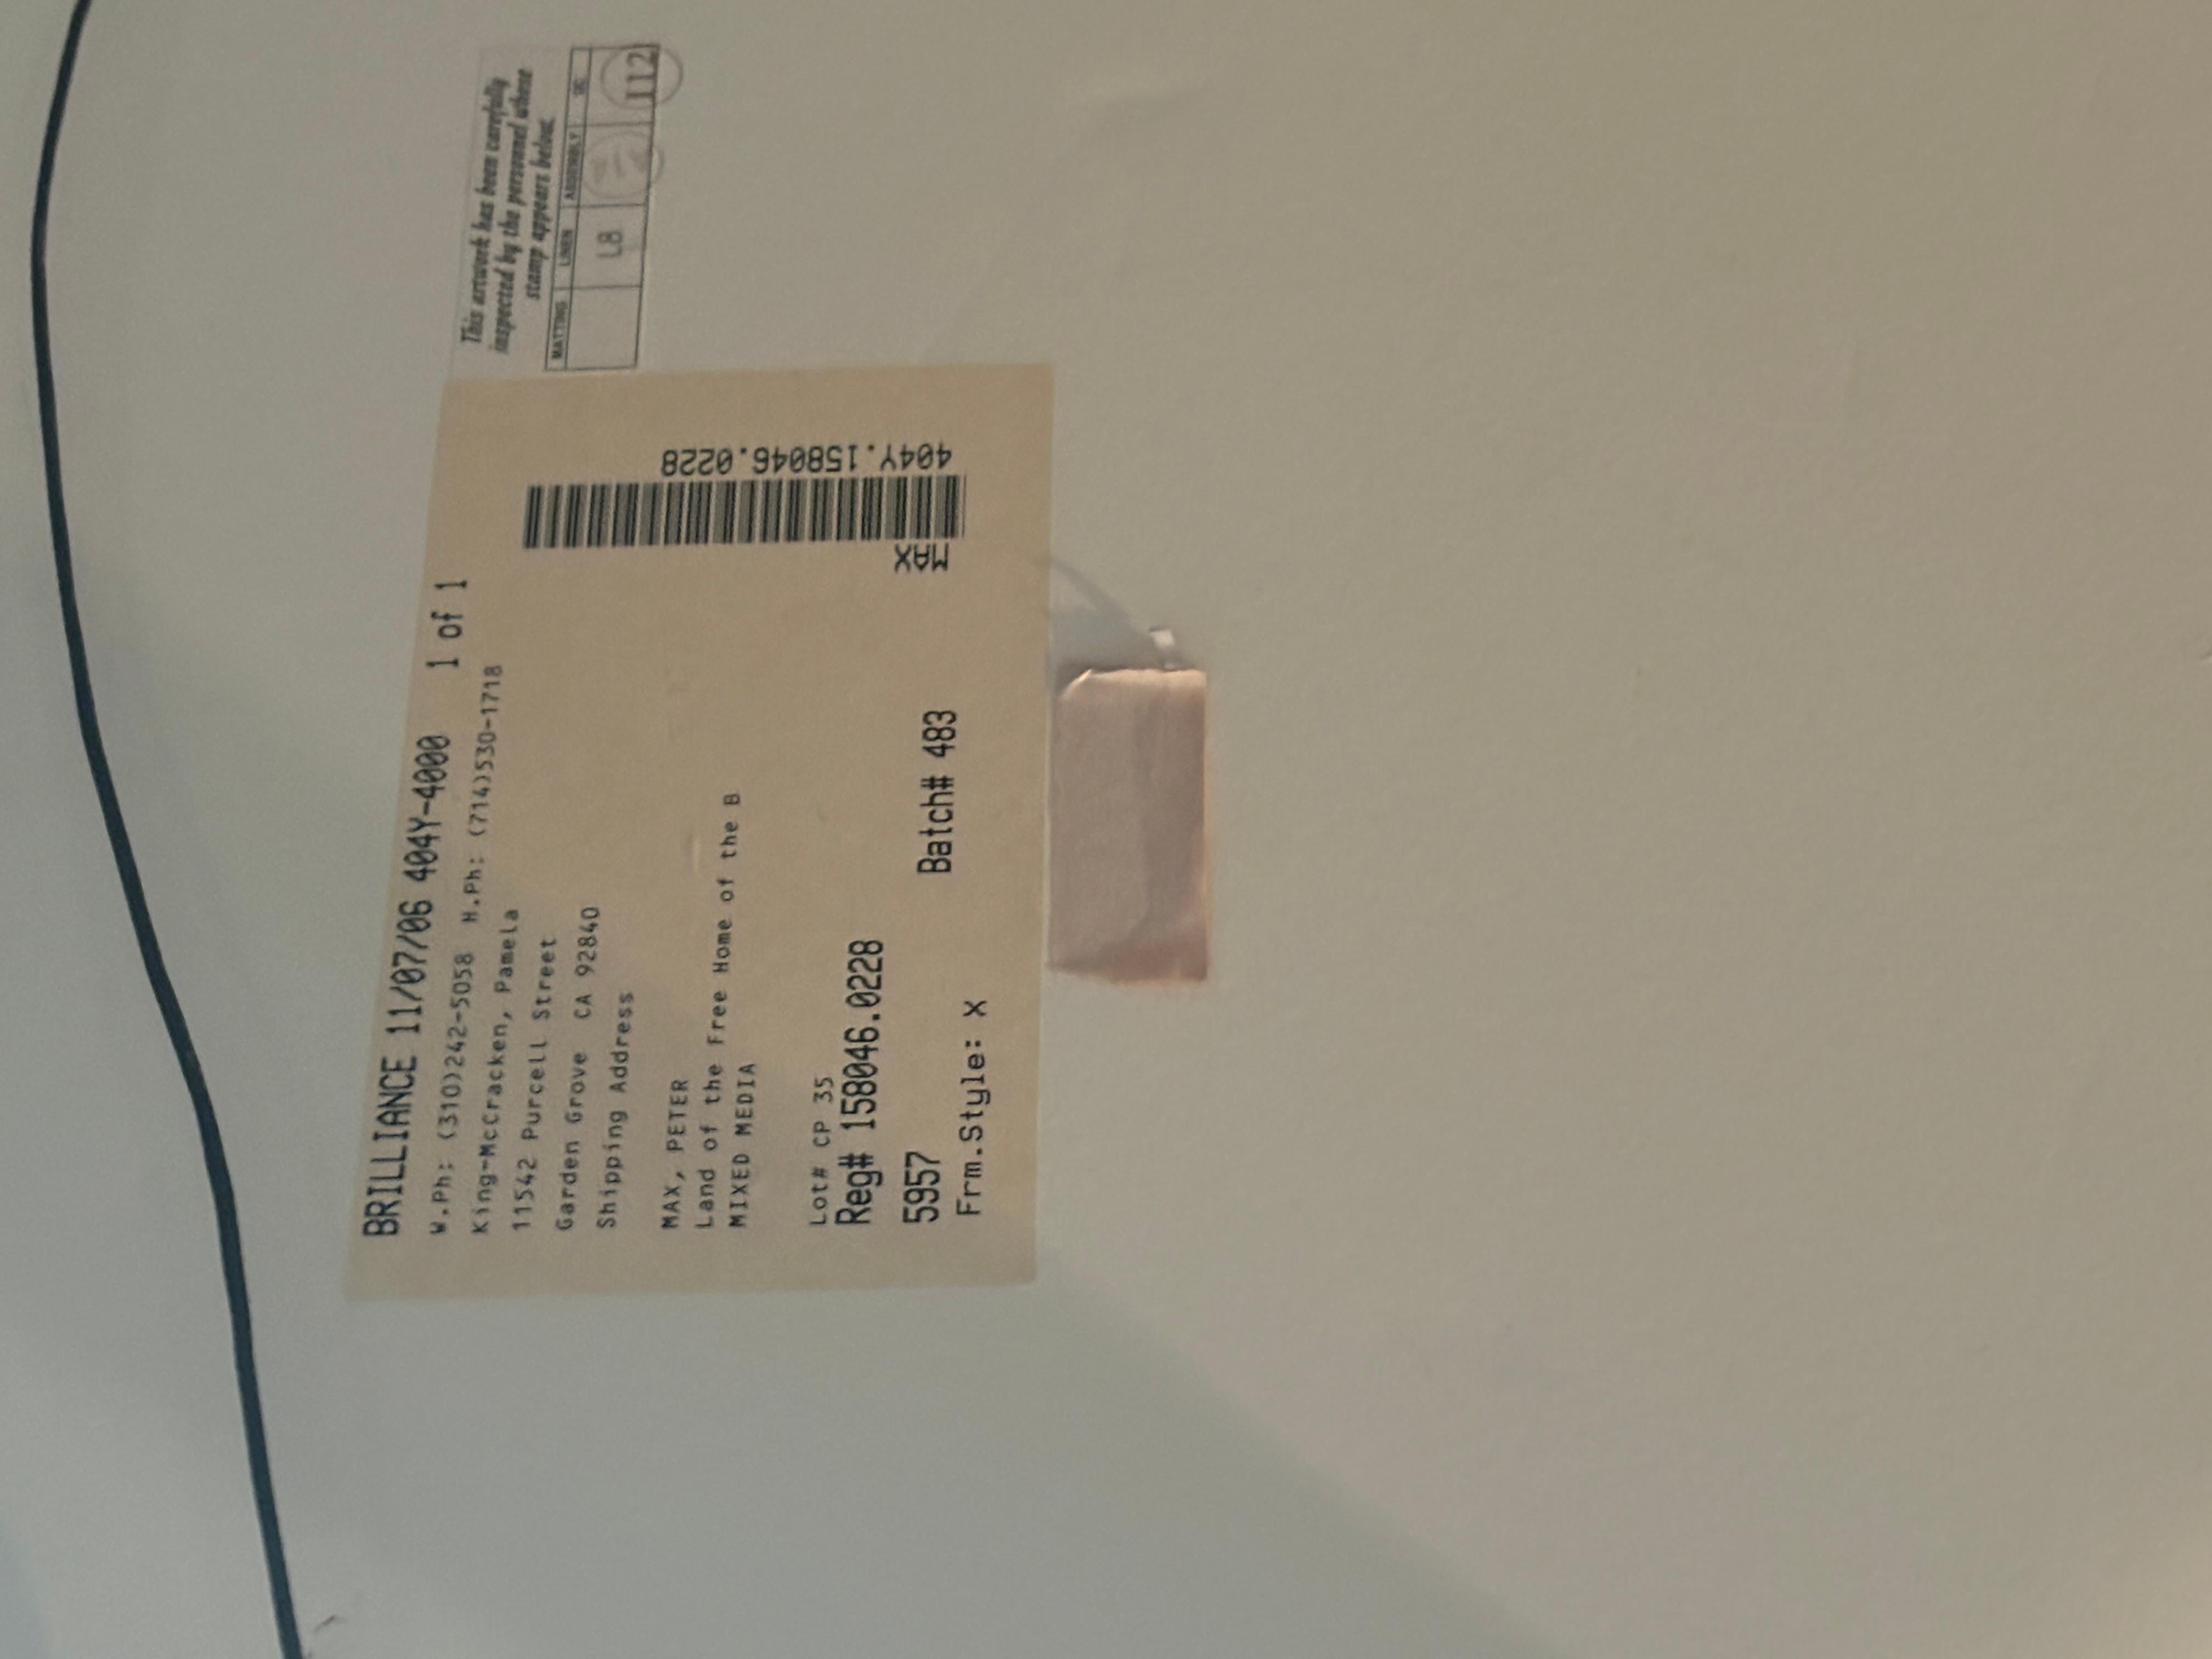 BRILLIANCE 11/07/06 404Y-4000 1 of 1
W.Ph: (310)242-5058 H.Ph: (714)530-1718
King-McCracken, Pamela
11542 Purcell Street
Garden Grove CA 92840
Shipping Address
MAX, PETER
Land of the Free Home of the B
MIXED MEDIA
Lot# CP 35
Reg# 158046.0228
5957 Batch# 483
Frm.Style: X
MAX
404Y.158046.0228
This artwork has been carefully
inspected by the personnel whose
stamp appears below.
MATTING LINEN ASSEMBLY QC
L8 112